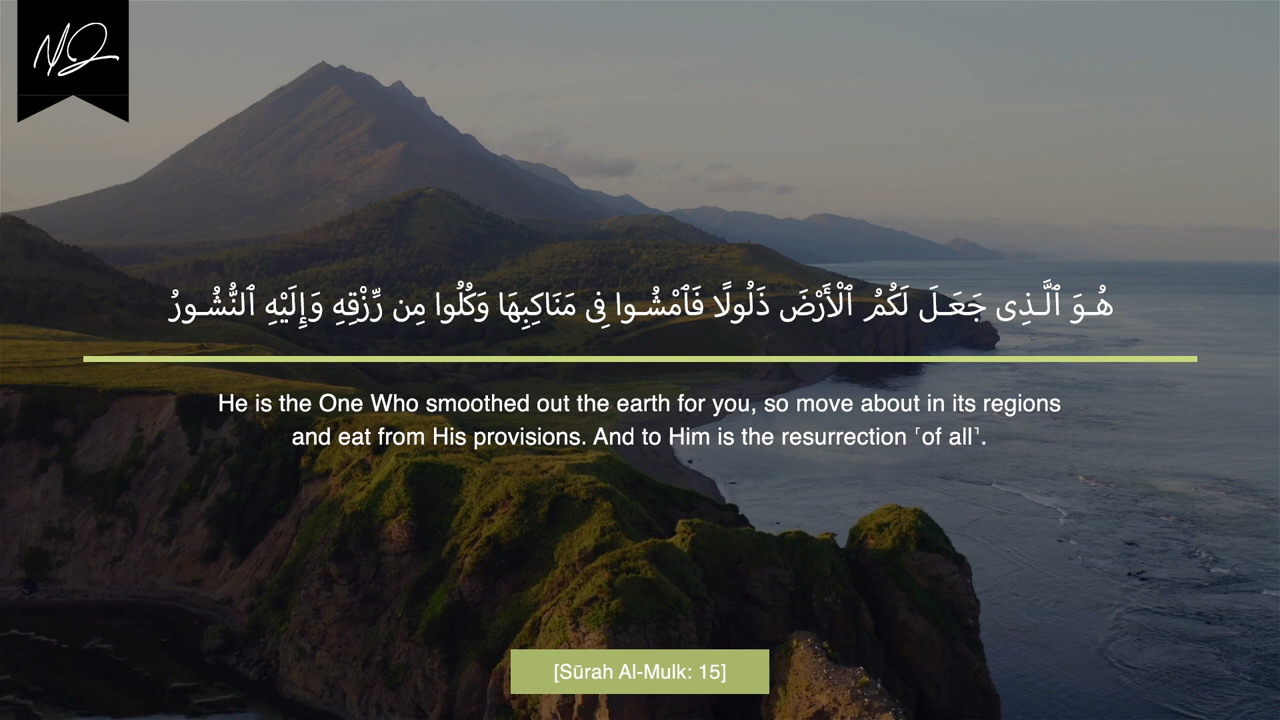 هُوَ ٱلَّذِى جَعَلَ لَكُمُ ٱلْأَرْضَ ذَلُولًا فَٱمْشُوا فِى مَنَاكِبِهَا وَكُلُوا مِن رِّزْقِهِ وَإِلَيْهِ ٱلنُّشُورُ
He is the One Who smoothed out the earth for you, so move about in its regions
and eat from His provisions. And to Him is the resurrection ˹of all˺.
[Sūrah Al-Mulk: 15]